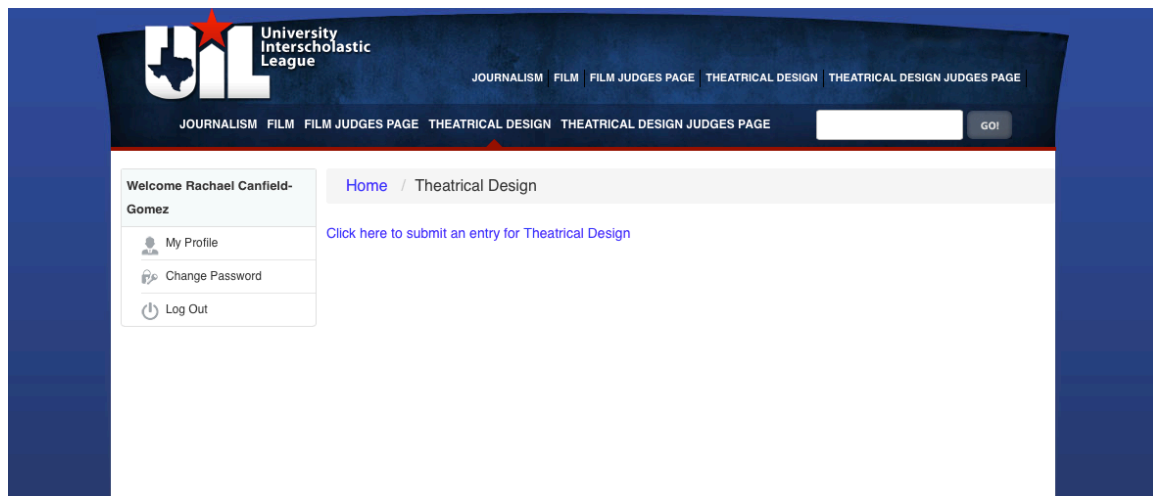 UIL
University
Interscholastic
League
JOURNALISM FILM FILM JUDGES PAGE THEATRICAL DESIGN THEATRICAL DESIGN JUDGES PAGE
JOURNALISM FILM FILM JUDGES PAGE THEATRICAL DESIGN THEATRICAL DESIGN JUDGES PAGE GO!
Welcome Rachael Canfield-
Gomez
My Profile
Change Password
Log Out
Home / Theatrical Design
Click here to submit an entry for Theatrical Design